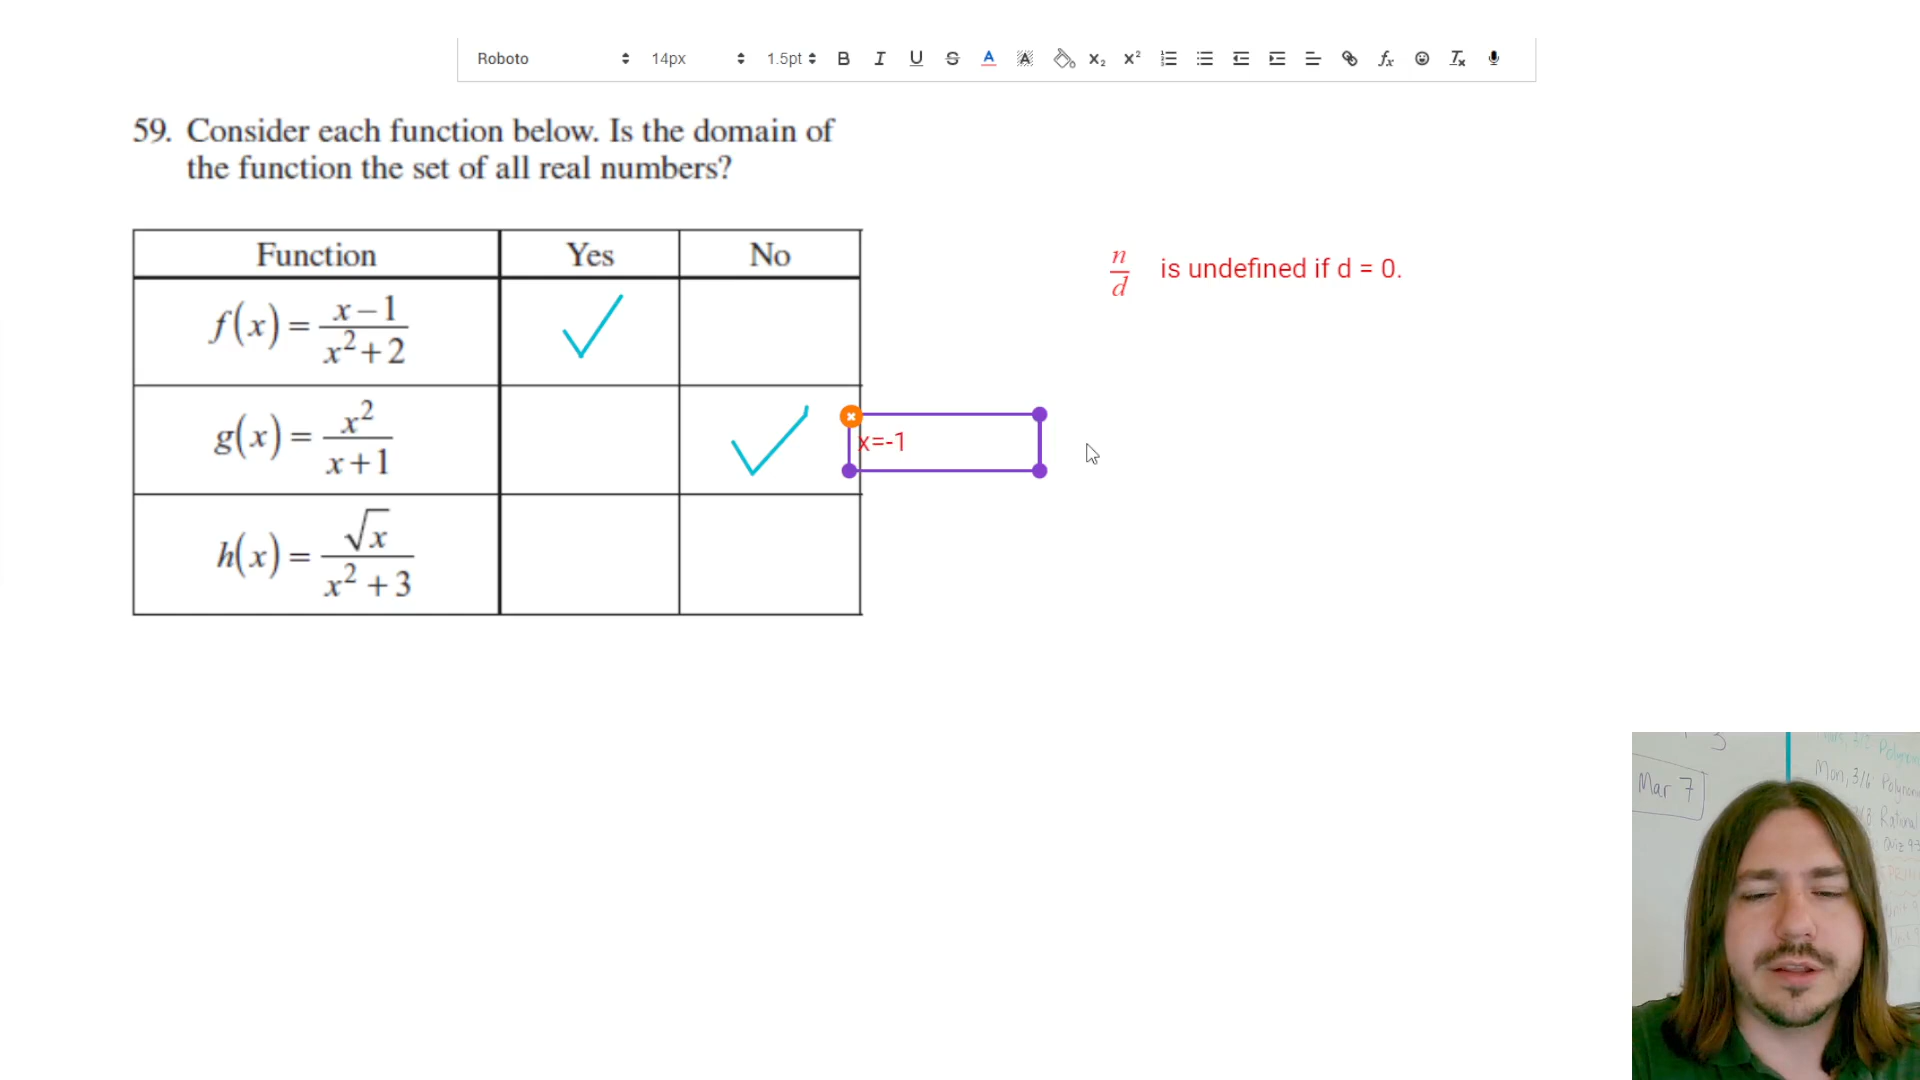 Roboto 14px 1.5pt
59. Consider each function below. Is the domain of
the function the set of all real numbers?
Function Yes No
f(x) = x−1 / x²+2
g(x) = x² / x+1
x=-1
h(x) = √x / x² + 3
n/d is undefined if d = 0.
Mar 7
Mon, 3/6
Rational